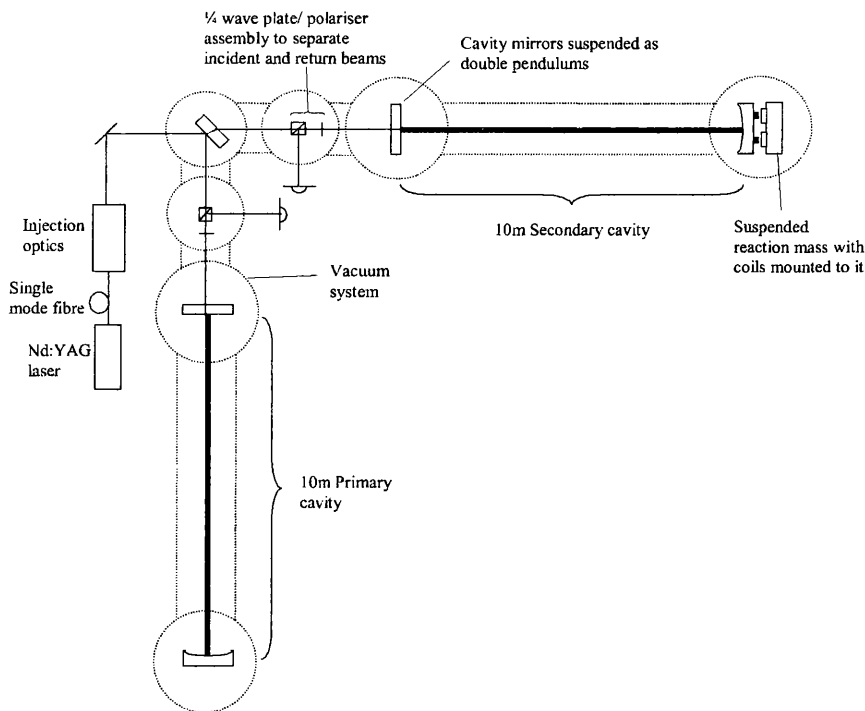 ¼ wave plate/ polariser
assembly to separate
incident and return beams
Cavity mirrors suspended as
double pendulums
10m Secondary cavity
Suspended
reaction mass with
coils mounted to it
Injection
optics
Vacuum
system
Single
mode fibre
Nd:YAG
laser
10m Primary
cavity